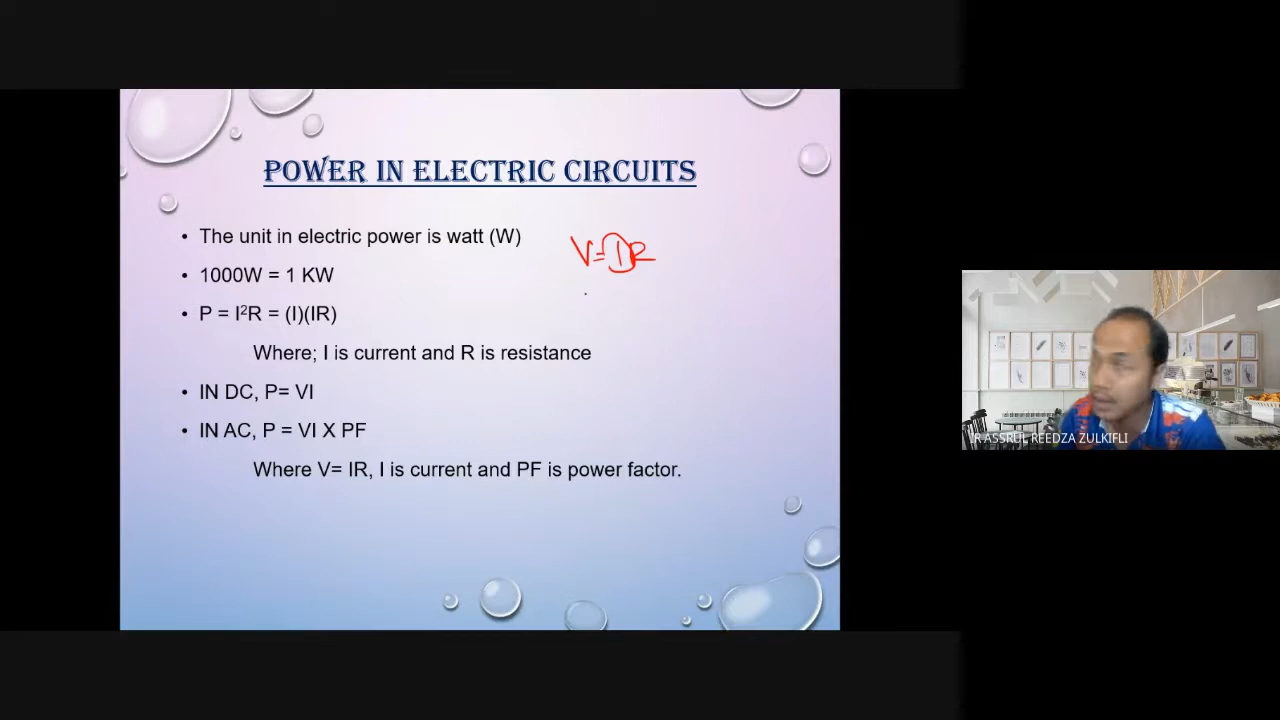 POWER IN ELECTRIC CIRCUITS
• The unit in electric power is watt (W)
V=IR
• 1000W = 1 KW
• P = I²R = (I)(IR)
Where; I is current and R is resistance
• IN DC, P= VI
• IN AC, P = VI X PF
Where V= IR, I is current and PF is power factor.
IR ASSRUL REEDZA ZULKIFLI